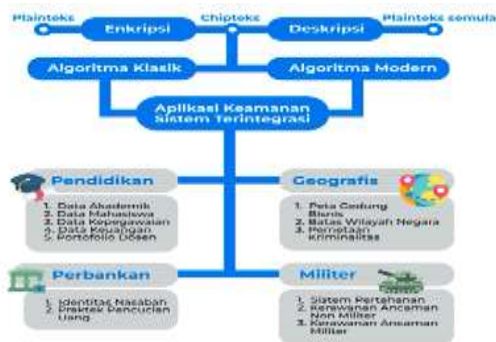 Plainteks
Enkripsi
Chipteks
Deskripsi
Plainteks semula
Algoritma Klasik
Algoritma Modern
Aplikasi Keamanan
Sistem Terintegrasi
Pendidikan
1. Data Akademik
2. Data Mahasiswa
3. Data Kepegawaian
4. Data Keuangan
5. Portofolio Dosen
Geografis
1. Peta Gedung
Bisnis
2. Batas Wilayah Negara
3. Pemetaan
Kriminalitas
Perbankan
1. Identitas Nasabah
2. Praktek Pencucian
Uang
Militer
1. Sistem Pertahanan
2. Kerawanan Ancaman
Non Militer
3. Kerawanan Ancaman
Militer